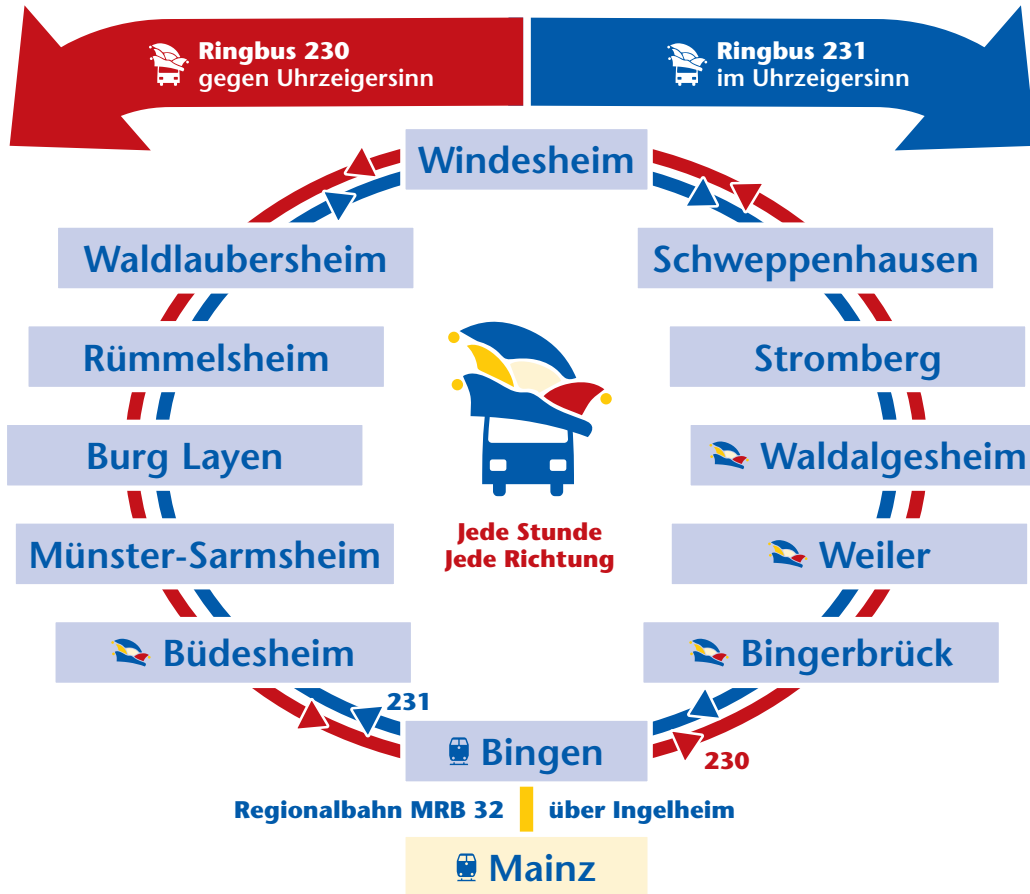 Ringbus 230
gegen Uhrzeigersinn
Ringbus 231
im Uhrzeigersinn
Windesheim
Waldlaubersheim
Schweppenhausen
Rümmelsheim
Stromberg
Burg Layen
Waldalgesheim
Jede Stunde
Jede Richtung
Münster-Sarmsheim
Weiler
Büdesheim
Bingerbrück
231
Bingen
230
Regionalbahn MRB 32 über Ingelheim
Mainz